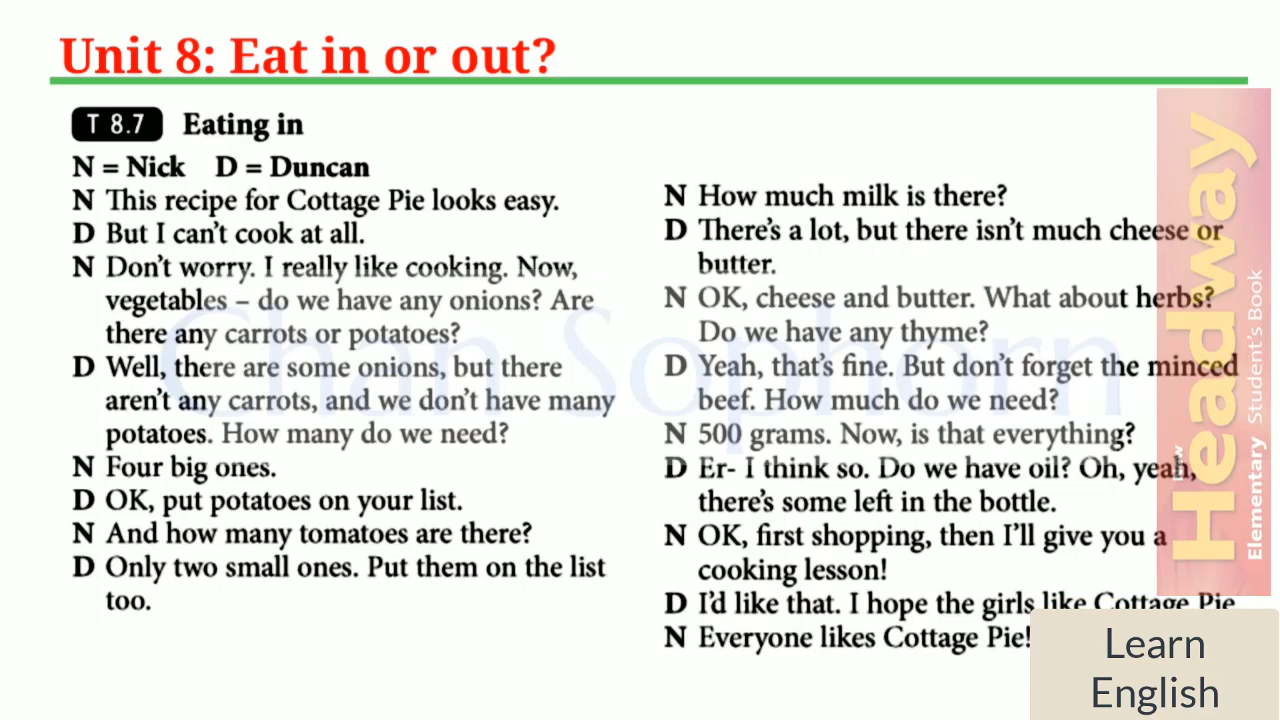 Unit 8: Eat in or out?
T 8.7 Eating in
N = Nick D = Duncan
N This recipe for Cottage Pie looks easy.
D But I can't cook at all.
N Don't worry. I really like cooking. Now,
vegetables – do we have any onions? Are
there any carrots or potatoes?
D Well, there are some onions, but there
aren't any carrots, and we don't have many
potatoes. How many do we need?
N Four big ones.
D OK, put potatoes on your list.
N And how many tomatoes are there?
D Only two small ones. Put them on the list
too.
N How much milk is there?
D There's a lot, but there isn't much cheese or
butter.
N OK, cheese and butter. What about herbs?
Do we have any thyme?
D Yeah, that's fine. But don't forget the minced
beef. How much do we need?
N 500 grams. Now, is that everything?
D Er- I think so. Do we have oil? Oh, yeah,
there's some left in the bottle.
N OK, first shopping, then I'll give you a
cooking lesson!
D I'd like that. I hope the girls like Cottage Pie
N Everyone likes Cottage Pie!
Chan Sophorn
New Headway
Elementary Student's Book
Learn
English